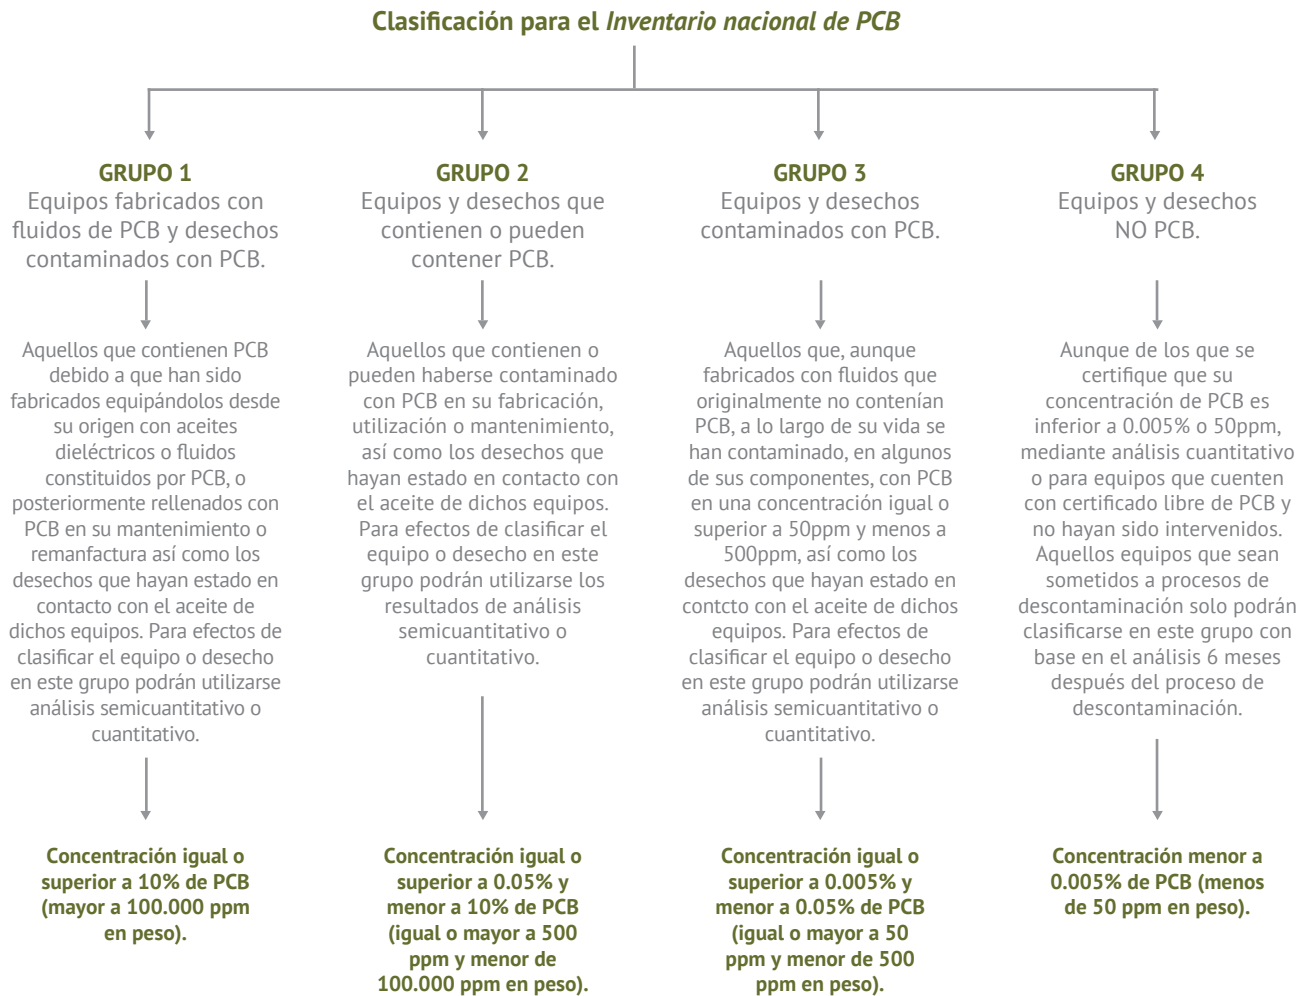 Clasificación para el Inventario nacional de PCB
GRUPO 1
Equipos fabricados con
fluidos de PCB y desechos
contaminados con PCB.
Aquellos que contienen PCB
debido a que han sido
fabricados equipándolos desde
su origen con aceites
dieléctricos o fluidos
constituidos por PCB, o
posteriormente rellenados con
PCB en su mantenimiento o
remanfactura así como los
desechos que hayan estado en
contacto con el aceite de
dichos equipos. Para efectos de
clasificar el equipo o desecho
en este grupo podrán utilizarse
análisis semicuantitativo o
cuantitativo.
Concentración igual o
superior a 10% de PCB
(mayor a 100.000 ppm
en peso).
GRUPO 2
Equipos y desechos que
contienen o pueden
contener PCB.
Aquellos que contienen o
pueden haberse contaminado
con PCB en su fabricación,
utilización o mantenimiento,
así como los desechos que
hayan estado en contacto con
el aceite de dichos equipos.
Para efectos de clasificar el
equipo o desecho en este
grupo podrán utilizarse los
resultados de análisis
semicuantitativo o
cuantitativo.
Concentración igual o
superior a 0.05% y
menor a 10% de PCB
(igual o mayor a 500
ppm y menor de
100.000 ppm en peso).
GRUPO 3
Equipos y desechos
contaminados con PCB.
Aquellos que, aunque
fabricados con fluidos que
originalmente no contenían
PCB, a lo largo de su vida se
han contaminado, en algunos
de sus componentes, con PCB
en una concentración igual o
superior a 50ppm y menos a
500ppm, así como los
desechos que hayan estado en
contcto con el aceite de dichos
equipos. Para efectos de
clasificar el equipo o desecho
en este grupo podrán utilizarse
análisis semicuantitativo o
cuantitativo.
Concentración igual o
superior a 0.005% y
menor a 0.05% de PCB
(igual o mayor a 50
ppm y menor de 500
ppm en peso).
GRUPO 4
Equipos y desechos
NO PCB.
Aunque de los que se
certifique que su
concentración de PCB es
inferior a 0.005% o 50ppm,
mediante análisis cuantitativo
o para equipos que cuenten
con certificado libre de PCB y
no hayan sido intervenidos.
Aquellos equipos que sean
sometidos a procesos de
descontaminación solo podrán
clasificarse en este grupo con
base en el análisis 6 meses
después del proceso de
descontaminación.
Concentración menor a
0.005% de PCB (menos
de 50 ppm en peso).